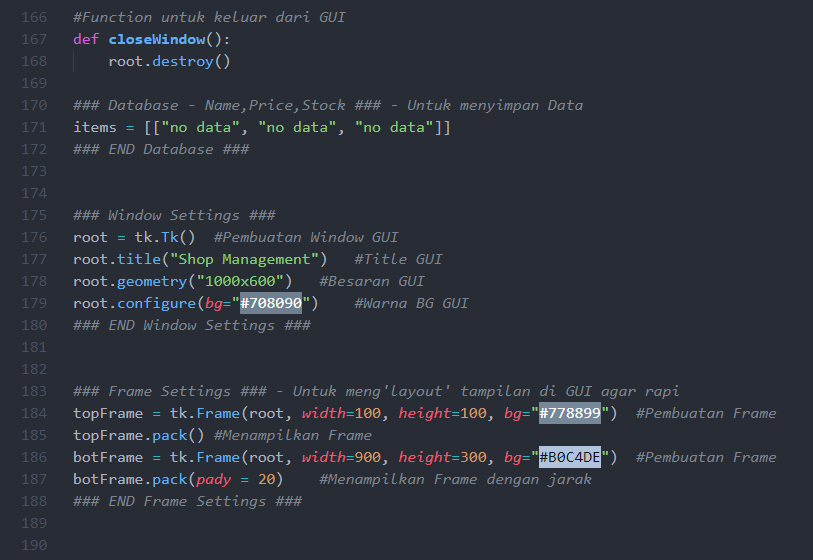 166 #Function untuk keluar dari GUI
167 def closeWindow():
168     root.destroy()
169
170 ### Database - Name,Price,Stock ### - Untuk menyimpan Data
171 items = [["no data", "no data", "no data"]]
172 ### END Database ###
173
174
175 ### Window Settings ###
176 root = tk.Tk()  #Pembuatan Window GUI
177 root.title("Shop Management")   #Title GUI
178 root.geometry("1000x600")   #Besaran GUI
179 root.configure(bg="#708090")    #Warna BG GUI
180 ### END Window Settings ###
181
182
183 ### Frame Settings ### - Untuk meng'layout' tampilan di GUI agar rapi
184 topFrame = tk.Frame(root, width=100, height=100, bg="#778899")  #Pembuatan Frame
185 topFrame.pack() #Menampilkan Frame
186 botFrame = tk.Frame(root, width=900, height=300, bg="#B0C4DE")  #Pembuatan Frame
187 botFrame.pack(pady = 20)    #Menampilkan Frame dengan jarak
188 ### END Frame Settings ###
189
190